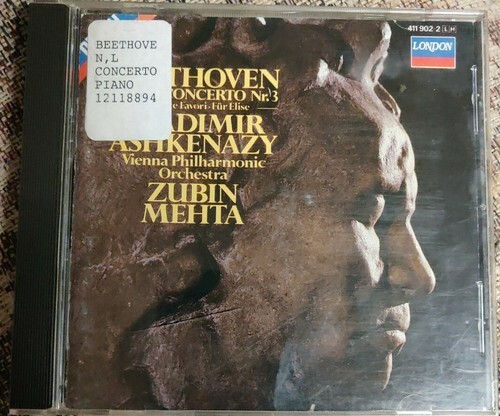 411 902-2 LH
LONDON
BEETHOVE
N,L
CONCERTO
PIANO
12118894
THOVEN
CONCERTO Nr.3
Favori·Für Elise
DIMIR
ASHKENAZY
Vienna Philharmonic
Orchestra
ZUBIN
MEHTA